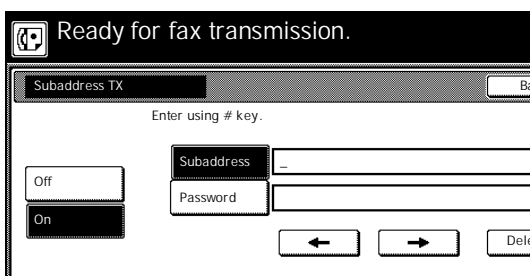 Ready for fax transmission.
Subaddress TX
Enter using # key.
Subaddress _
Off
Password
On